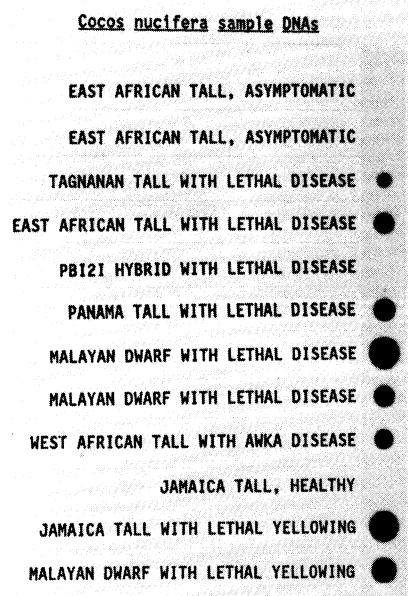 Cocos nucifera sample DNAs
EAST AFRICAN TALL, ASYMPTOMATIC
EAST AFRICAN TALL, ASYMPTOMATIC
TAGNANAN TALL WITH LETHAL DISEASE
EAST AFRICAN TALL WITH LETHAL DISEASE
PB121 HYBRID WITH LETHAL DISEASE
PANAMA TALL WITH LETHAL DISEASE
MALAYAN DWARF WITH LETHAL DISEASE
MALAYAN DWARF WITH LETHAL DISEASE
WEST AFRICAN TALL WITH AWKA DISEASE
JAMAICA TALL, HEALTHY
JAMAICA TALL WITH LETHAL YELLOWING
MALAYAN DWARF WITH LETHAL YELLOWING